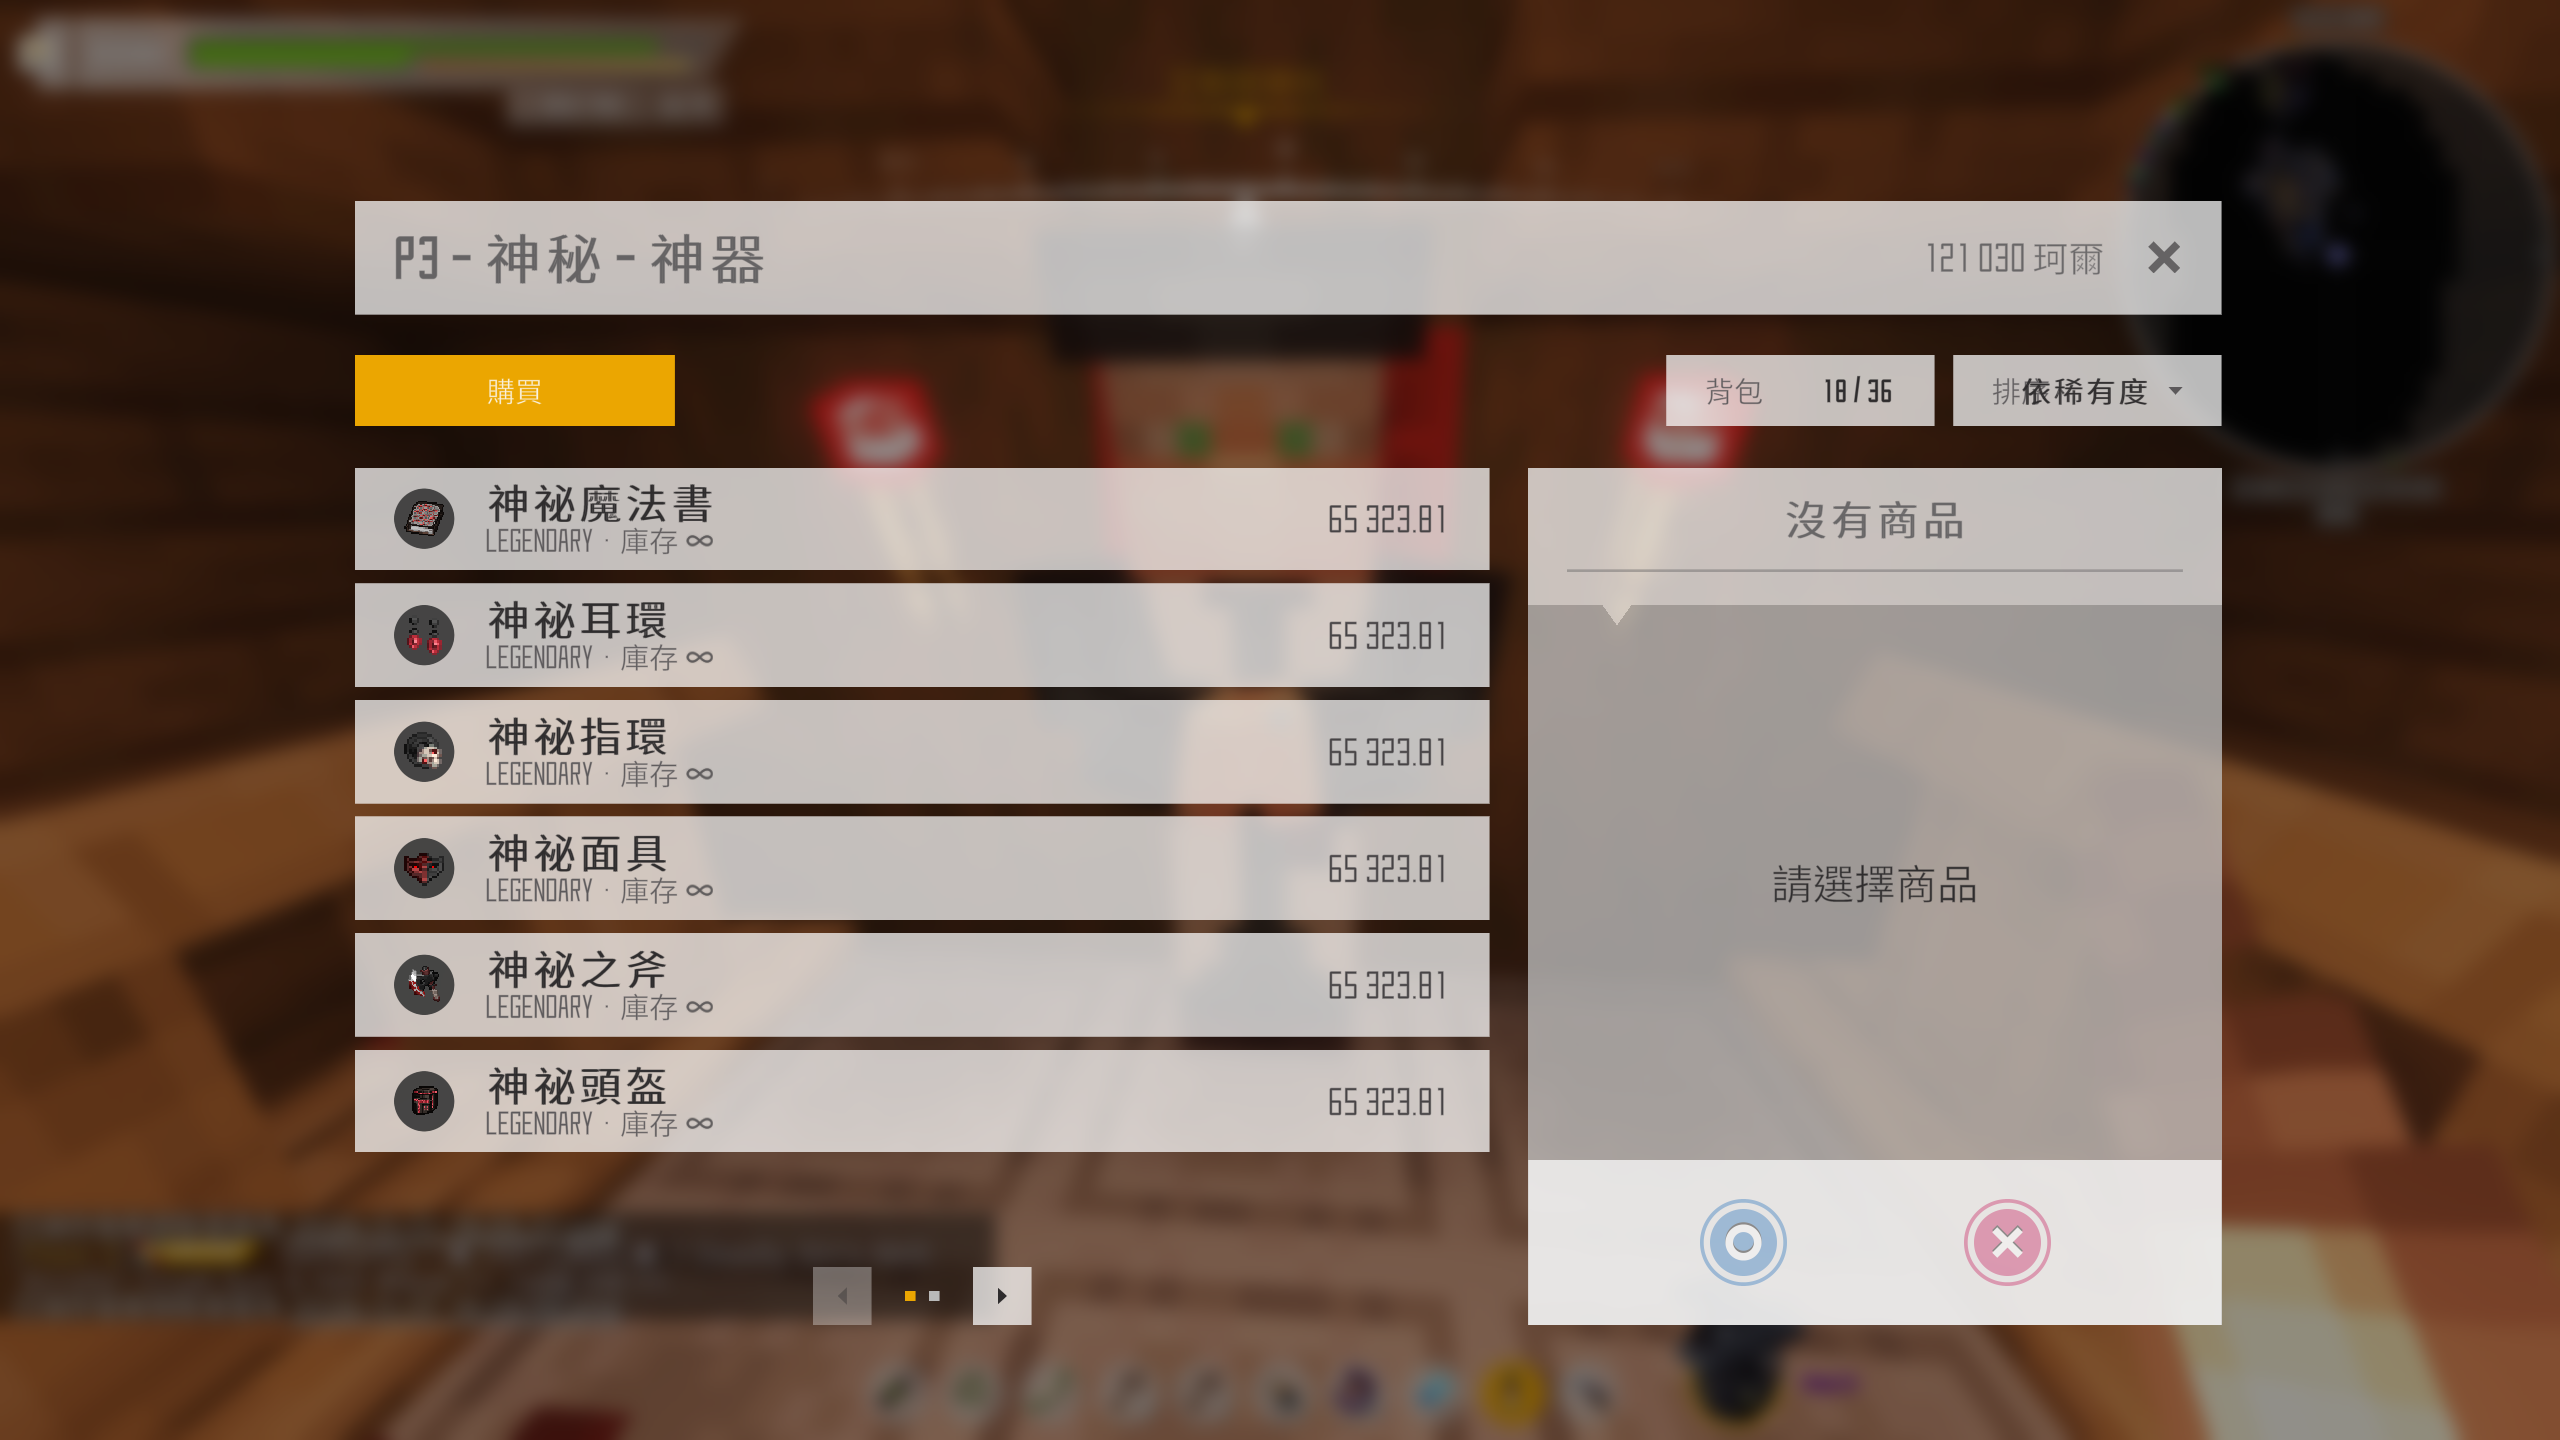 P3-神秘-神器
121 030 珂爾
購買
背包 18/36
依稀有度
神祕魔法書
LEGENDARY · 庫存 ∞
65 323.81
神祕耳環
LEGENDARY · 庫存 ∞
65 323.81
神祕指環
LEGENDARY · 庫存 ∞
65 323.81
神祕面具
LEGENDARY · 庫存 ∞
65 323.81
神祕之斧
LEGENDARY · 庫存 ∞
65 323.81
神祕頭盔
LEGENDARY · 庫存 ∞
65 323.81
沒有商品
請選擇商品